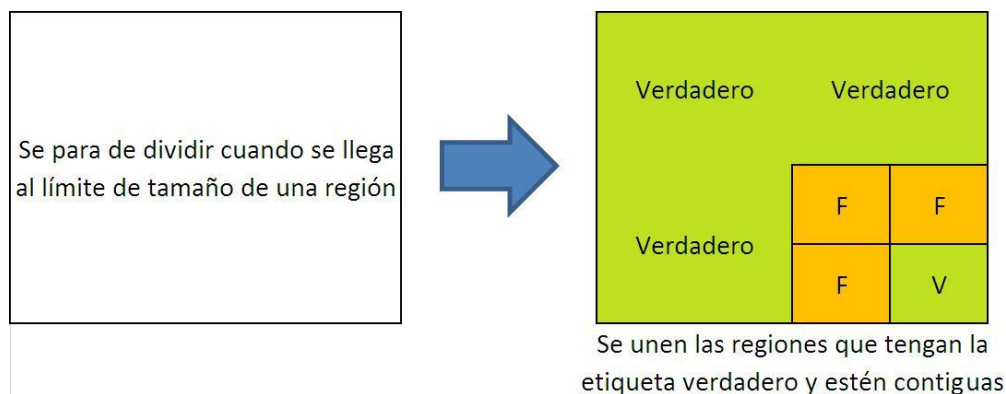 Se para de dividir cuando se llega
al límite de tamaño de una región
Verdadero Verdadero
Verdadero
F F
F V
Se unen las regiones que tengan la
etiqueta verdadero y estén contiguas